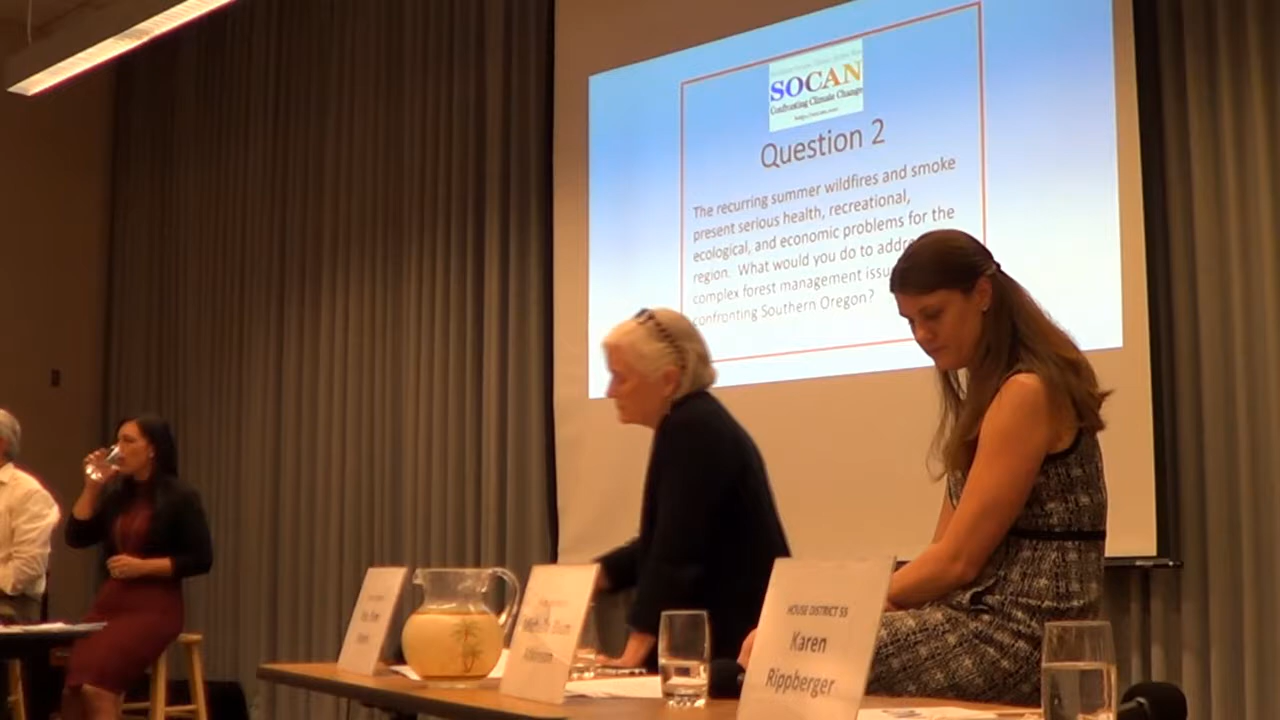 SOCAN
Confronting Climate Change
Question 2
The recurring summer wildfires and smoke
present serious health, recreational,
ecological, and economic problems for the
region. What would you do to addre
complex forest management issu
confronting Southern Oregon?
HOUSE DISTRICT 55
Karen
Rippberger